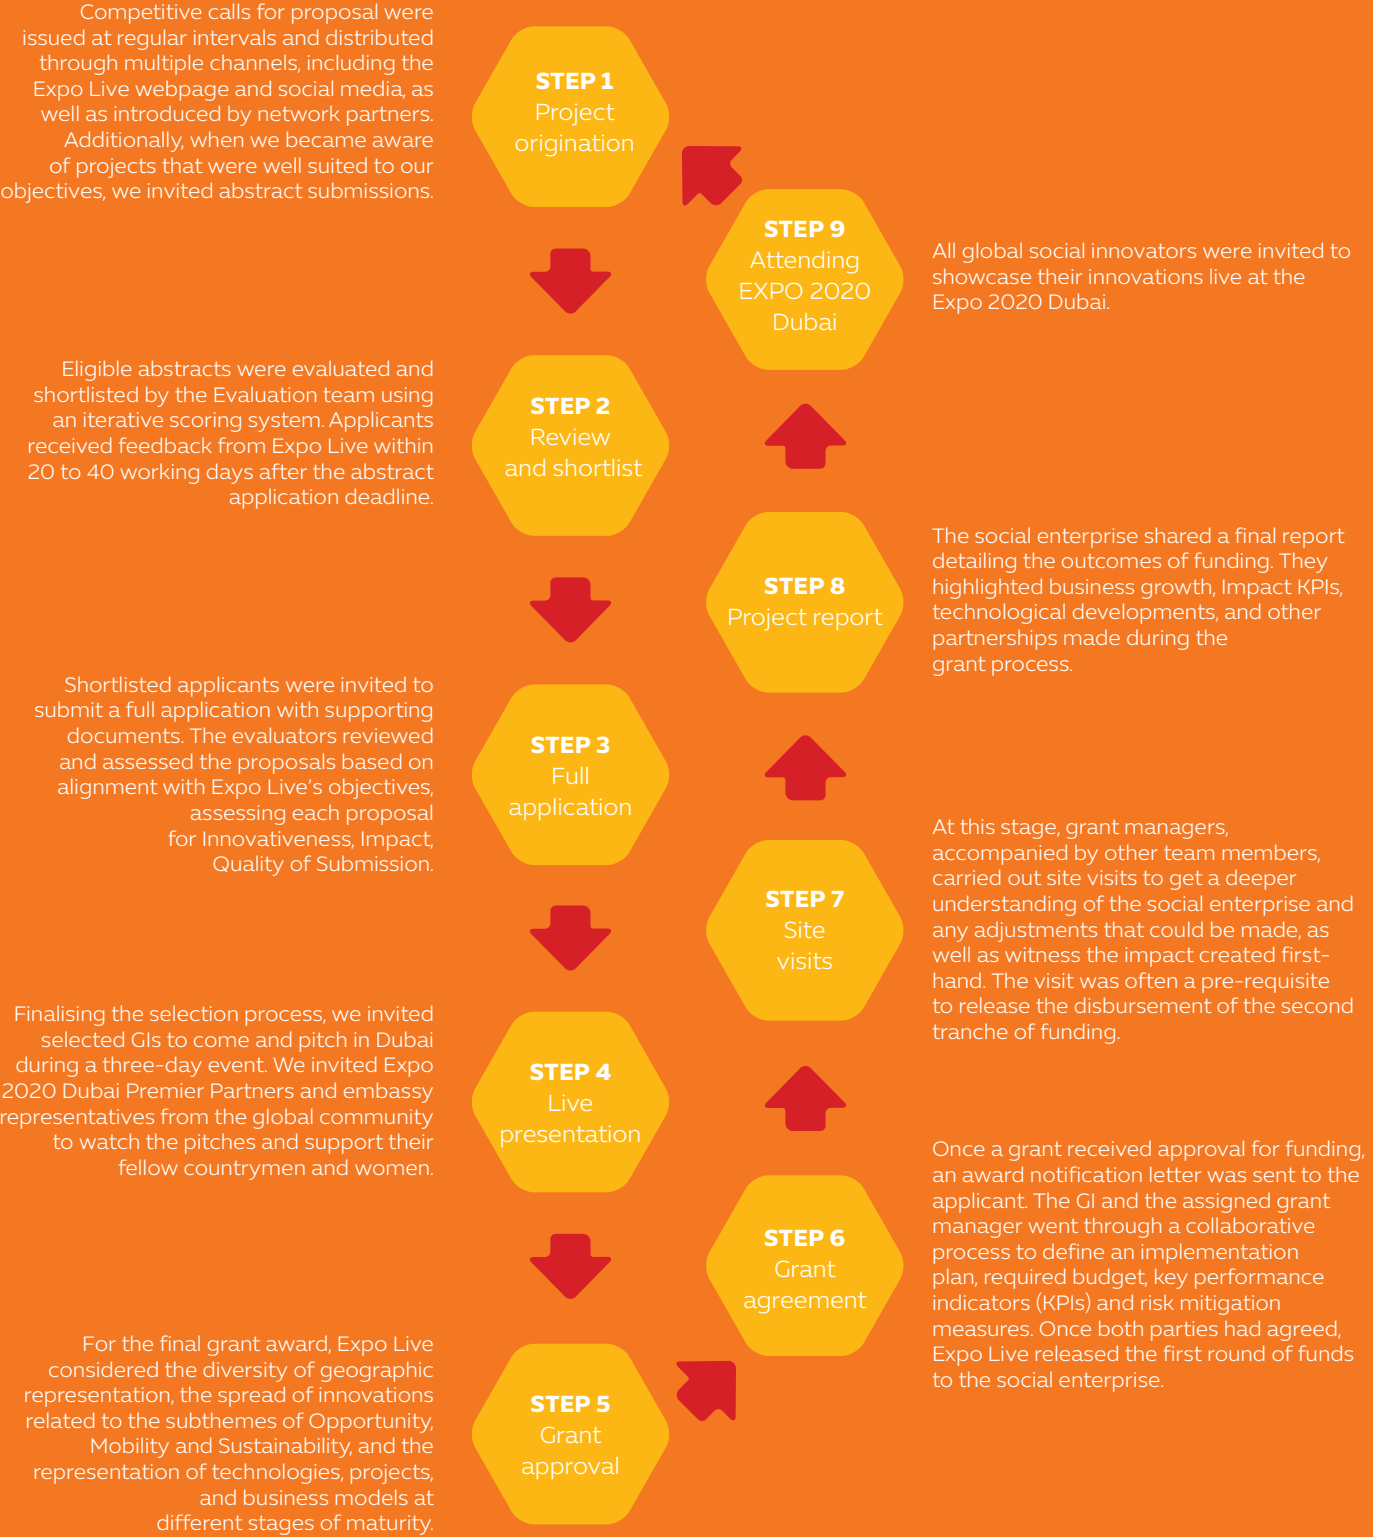 Competitive calls for proposal were
issued at regular intervals and distributed
through multiple channels, including the
Expo Live webpage and social media, as
well as introduced by network partners.
Additionally, when we became aware
of projects that were well suited to our
objectives, we invited abstract submissions.
STEP 1
Project
origination
Eligible abstracts were evaluated and
shortlisted by the Evaluation team using
an iterative scoring system. Applicants
received feedback from Expo Live within
20 to 40 working days after the abstract
application deadline.
STEP 2
Review
and shortlist
Shortlisted applicants were invited to
submit a full application with supporting
documents. The evaluators reviewed
and assessed the proposals based on
alignment with Expo Live's objectives,
assessing each proposal
for Innovativeness, Impact,
Quality of Submission.
STEP 3
Full
application
Finalising the selection process, we invited
selected GIs to come and pitch in Dubai
during a three-day event. We invited Expo
2020 Dubai Premier Partners and embassy
representatives from the global community
to watch the pitches and support their
fellow countrymen and women.
STEP 4
Live
presentation
For the final grant award, Expo Live
considered the diversity of geographic
representation, the spread of innovations
related to the subthemes of Opportunity,
Mobility and Sustainability, and the
representation of technologies, projects,
and business models at
different stages of maturity.
STEP 5
Grant
approval
STEP 6
Grant
agreement
Once a grant received approval for funding,
an award notification letter was sent to the
applicant. The GI and the assigned grant
manager went through a collaborative
process to define an implementation
plan, required budget, key performance
indicators (KPIs) and risk mitigation
measures. Once both parties had agreed,
Expo Live released the first round of funds
to the social enterprise.
STEP 7
Site
visits
At this stage, grant managers,
accompanied by other team members,
carried out site visits to get a deeper
understanding of the social enterprise and
any adjustments that could be made, as
well as witness the impact created first-
hand. The visit was often a pre-requisite
to release the disbursement of the second
tranche of funding.
STEP 8
Project report
The social enterprise shared a final report
detailing the outcomes of funding. They
highlighted business growth, Impact KPIs,
technological developments, and other
partnerships made during the
grant process.
STEP 9
Attending
EXPO 2020
Dubai
All global social innovators were invited to
showcase their innovations live at the
Expo 2020 Dubai.